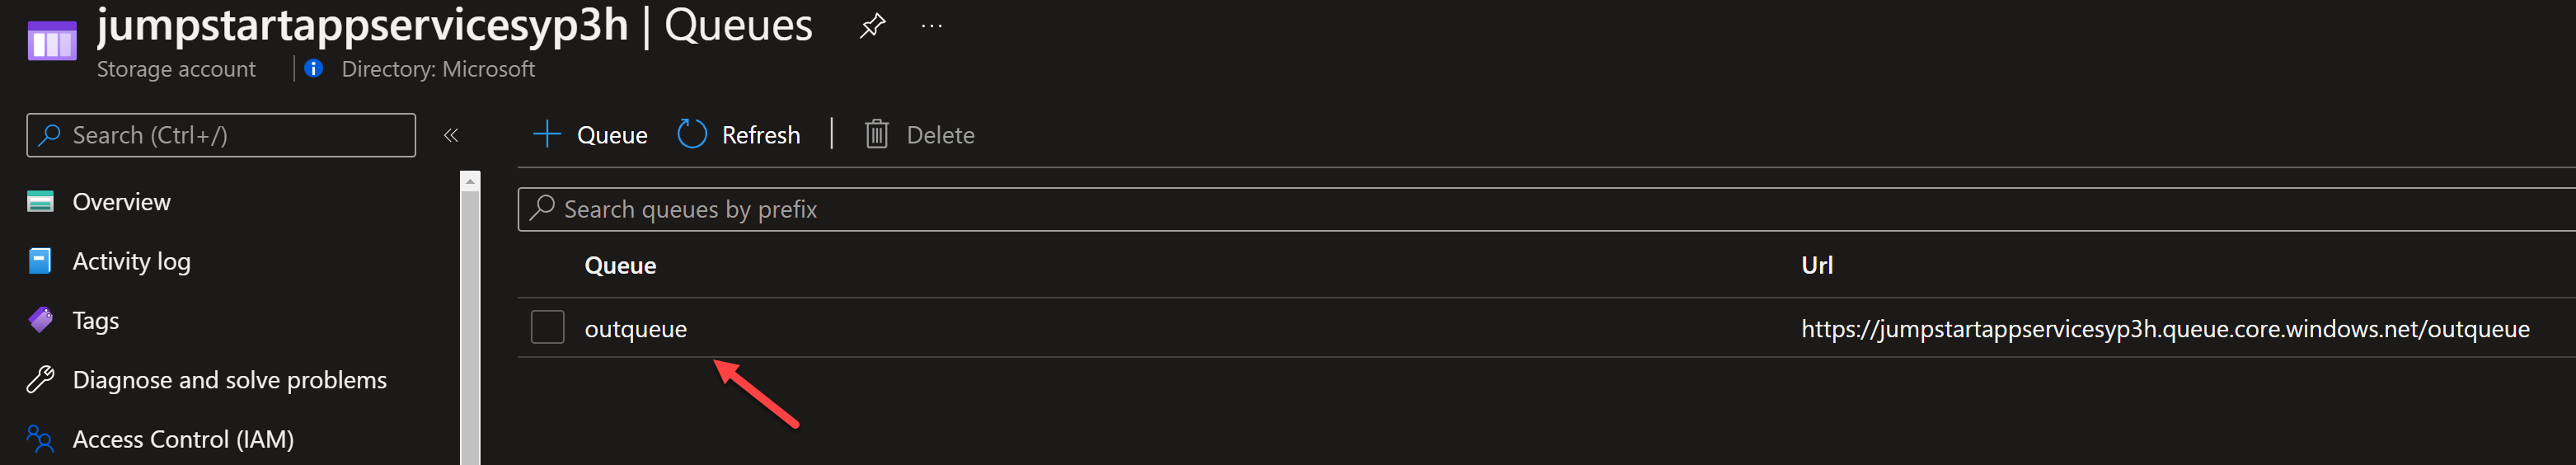 jumpstartappservicesyp3h | Queues
Storage account
Directory: Microsoft
Search (Ctrl+/)
Overview
Activity log
Tags
Diagnose and solve problems
Access Control (IAM)
Queue
Refresh
Delete
Search queues by prefix
Queue
Url
outqueue
https://jumpstartappservicesyp3h.queue.core.windows.net/outqueue